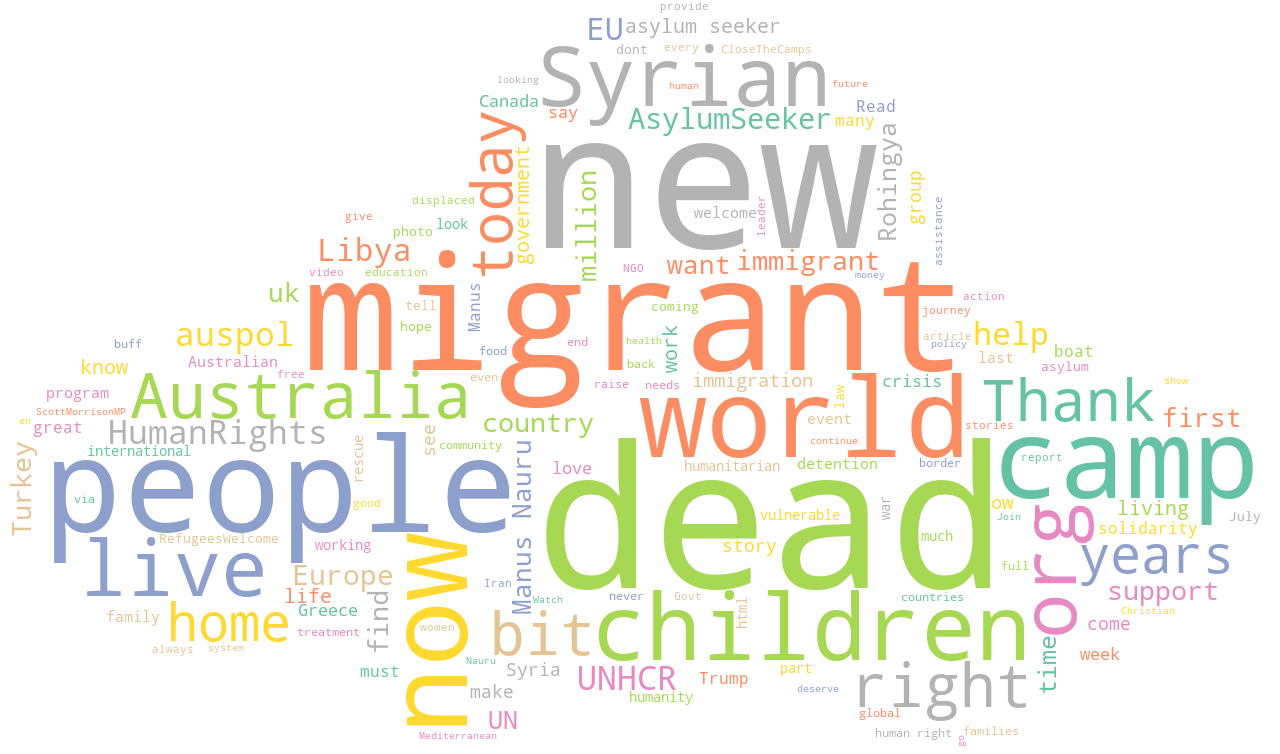 provide
EU
asylum seeker
dont
every
CloseTheCamps
Syrian
looking
human
future
Canada
say
AsylumSeeker
many
Read
today
new
government
million
Rohingya
group
displaced
photo
look
give
welcome
leader
assistance
Libya
video
education
NGO
want
immigrant
money
uk
migrant
tell
hope
Manus
coming
action
journey
auspol
buff
food
end
health
back
work
article
policy
help
last
boat
asylum
know
Australian
free
even
raise
needs
immigration
crisis
law
show
program
ScottMorrisonMP
en
great
Australia
country
world
event
continue
stories
Thank
first
HumanRights
international
see
community
rescue
love
humanitarian
detention
border
report
camp
Turkey
people
via
good
Manus Nauru
dead
vulnerable
war
ow
Join
living
solidarity
July
RefugeesWelcome
working
story
much
org
live
now
Europe
life
Iran
Watch
never
Govt
full
years
support
countries
Christian
family
home
Greece
treatment
find
women
bit
children
html
come
always
system
must
Nauru
Syria
make
UNHCR
humanity
Trump
part
deserve
right
time
week
UN
Mediterranean
global
human right
go
families